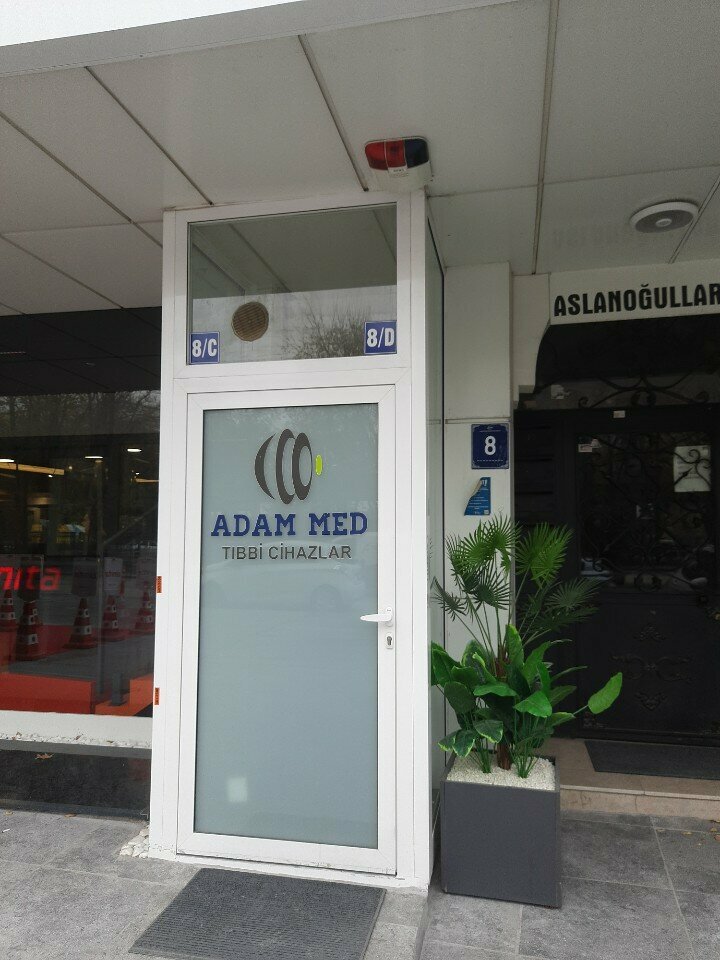 8/C
8/D
ASLANOĞULLAR
8
ADAM MED
TIBBİ CİHAZLAR